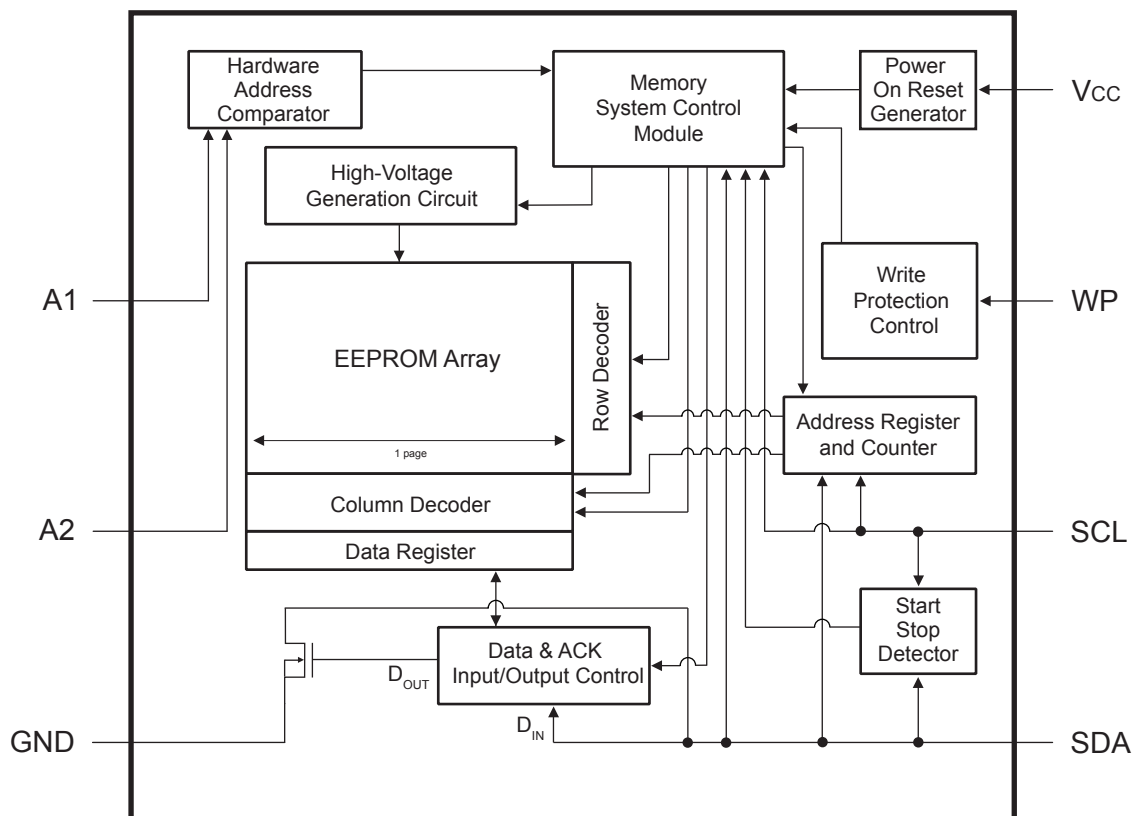 Hardware
Address
Comparator
Memory
System Control
Module
Power
On Reset
Generator
VCC
High-Voltage
Generation Circuit
A1
EEPROM Array
Row Decoder
Write
Protection
Control
WP
1 page
Address Register
and Counter
Column Decoder
A2
SCL
Data Register
Start
Stop
Detector
Data & ACK
Input/Output Control
DOUT
DIN
GND
SDA